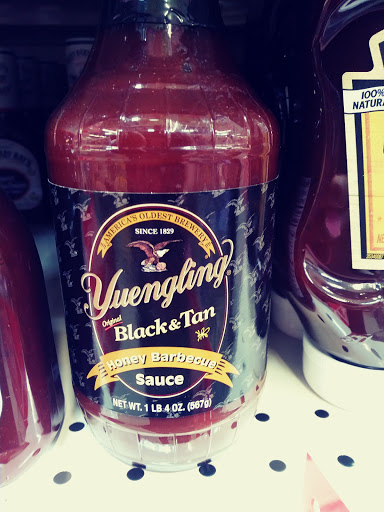 AMERICA'S OLDEST BREWERY
SINCE 1829
Yuengling®
Original
Black & Tan
Honey Barbecue
Sauce
NET WT. 1 LB 4 OZ. (567g)
100%
NATURA